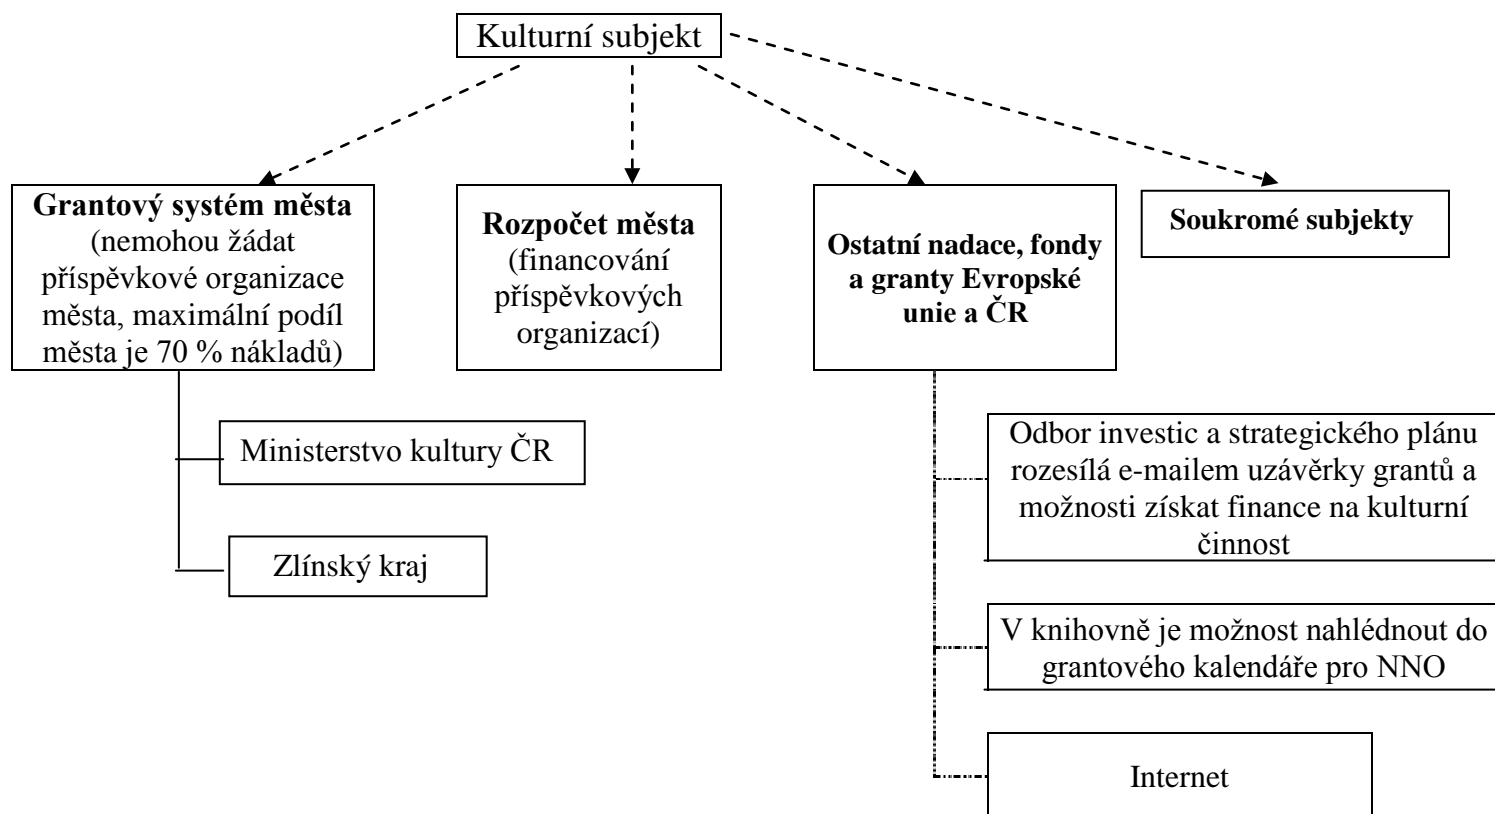 Kulturní subjekt
Grantový systém města
(nemohou žádat
příspěvkové organizace
města, maximální podíl
města je 70 % nákladů)
Rozpočet města
(financování
příspěvkových
organizací)
Ostatní nadace, fondy
a granty Evropské
unie a ČR
Soukromé subjekty
Ministerstvo kultury ČR
Zlínský kraj
Odbor investic a strategického plánu
rozesílá e-mailem uzávěrky grantů a
možnosti získat finance na kulturní
činnost
V knihovně je možnost nahlédnout do
grantového kalendáře pro NNO
Internet